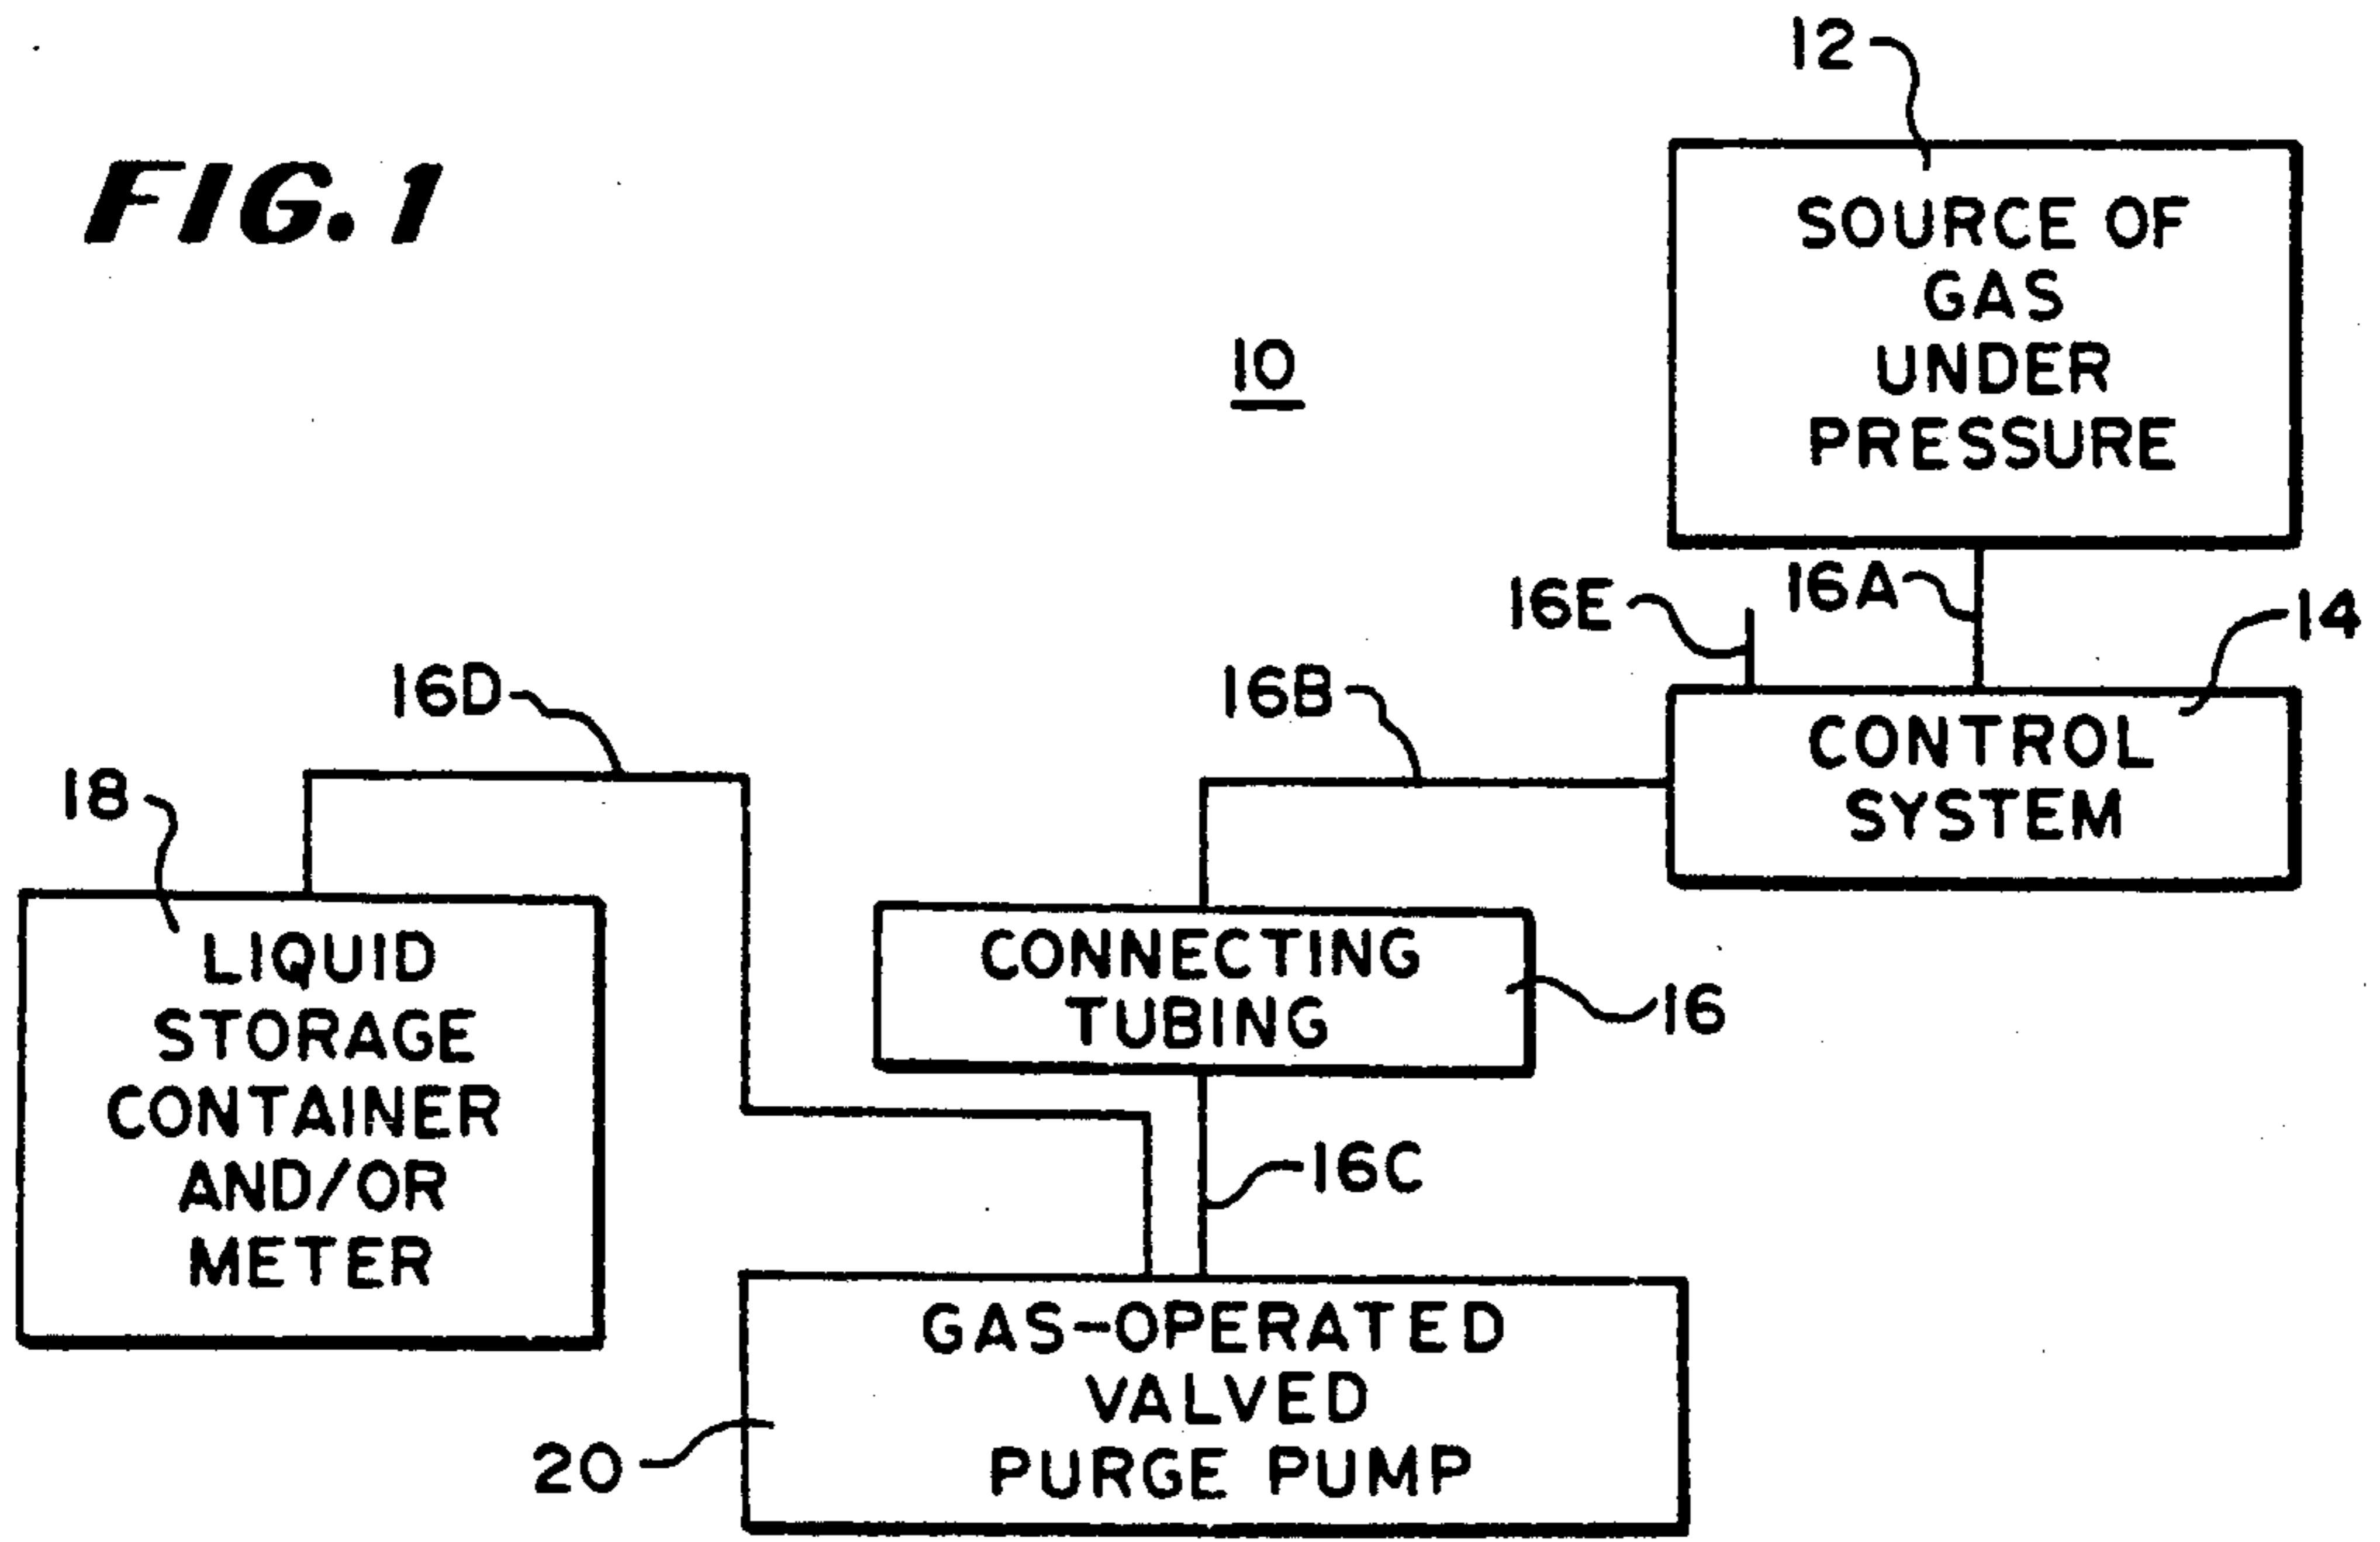 FIG. 1
10
12
SOURCE OF
GAS
UNDER
PRESSURE
16E
16A
14
CONTROL
SYSTEM
16D
16B
18
LIQUID
STORAGE
CONTAINER
AND/OR
METER
CONNECTING
TUBING
16
16C
GAS-OPERATED
VALVED
PURGE PUMP
20